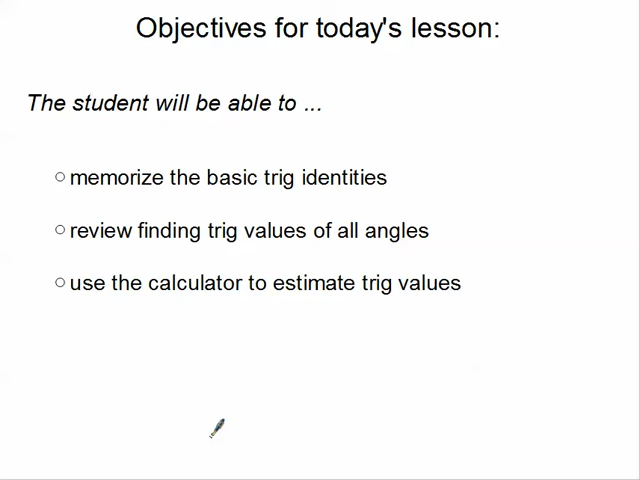 Objectives for today's lesson:
The student will be able to ...
memorize the basic trig identities
review finding trig values of all angles
use the calculator to estimate trig values